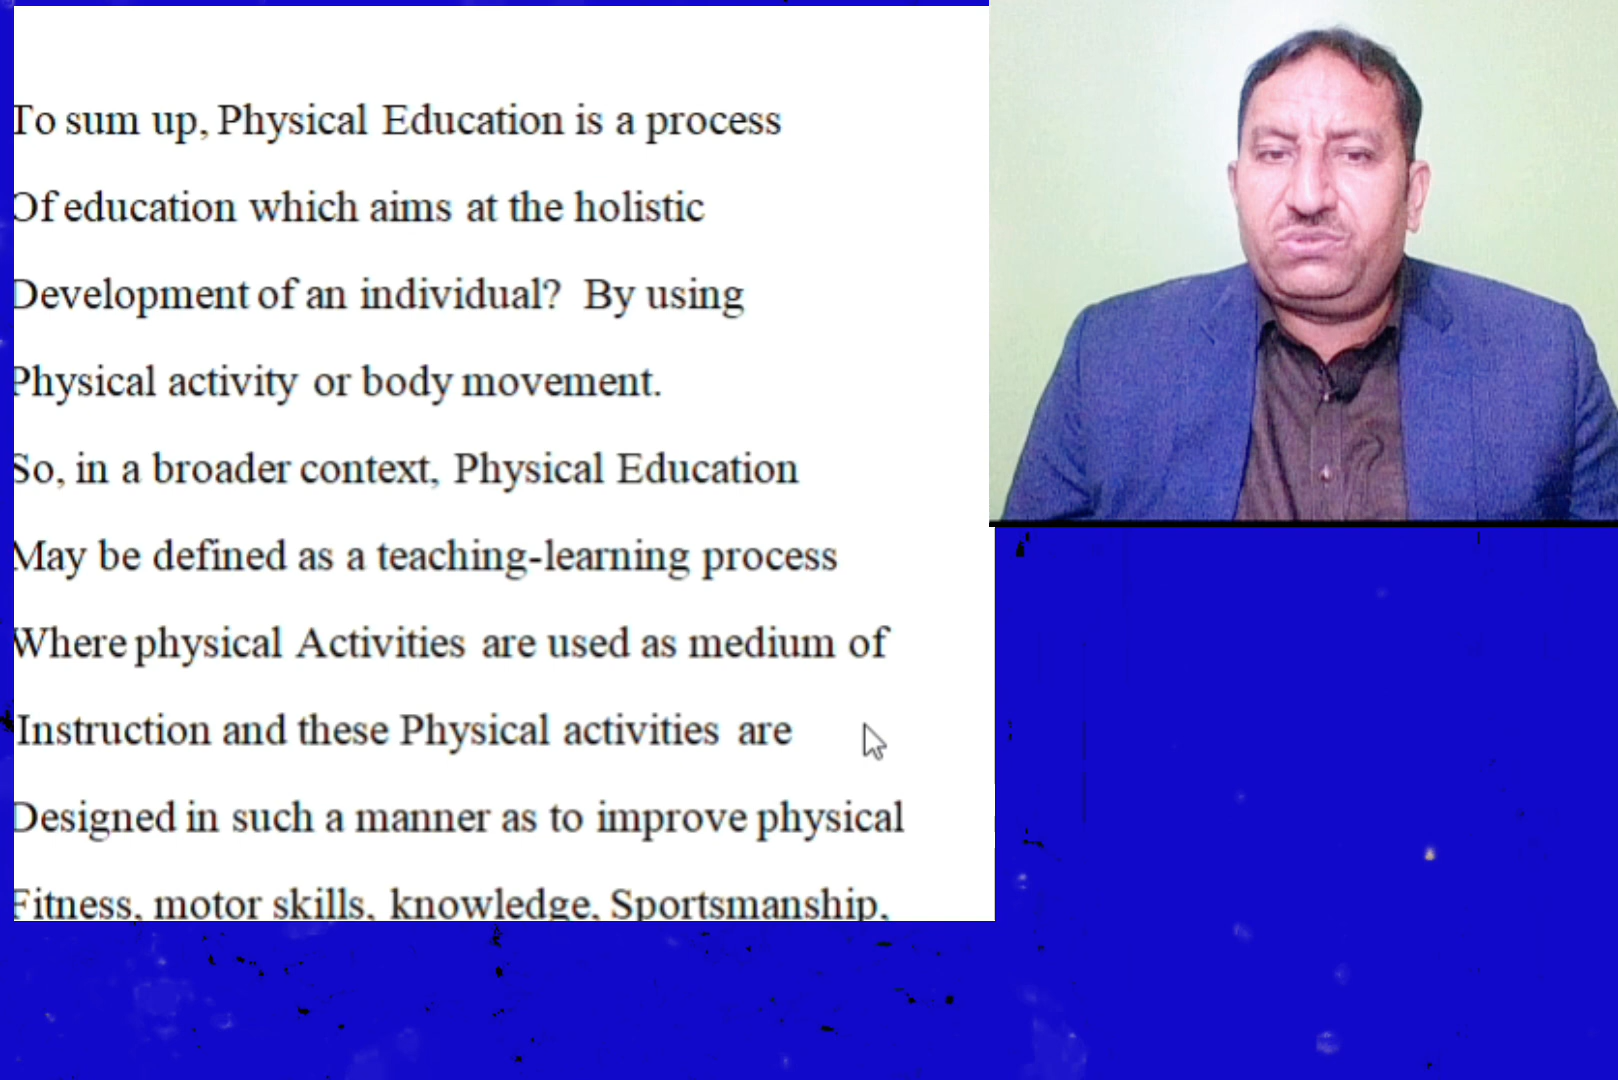 To sum up, Physical Education is a process
Of education which aims at the holistic
Development of an individual? By using
Physical activity or body movement.
So, in a broader context, Physical Education
May be defined as a teaching-learning process
Where physical Activities are used as medium of
Instruction and these Physical activities are
Designed in such a manner as to improve physical
Fitness, motor skills, knowledge, Sportsmanship,